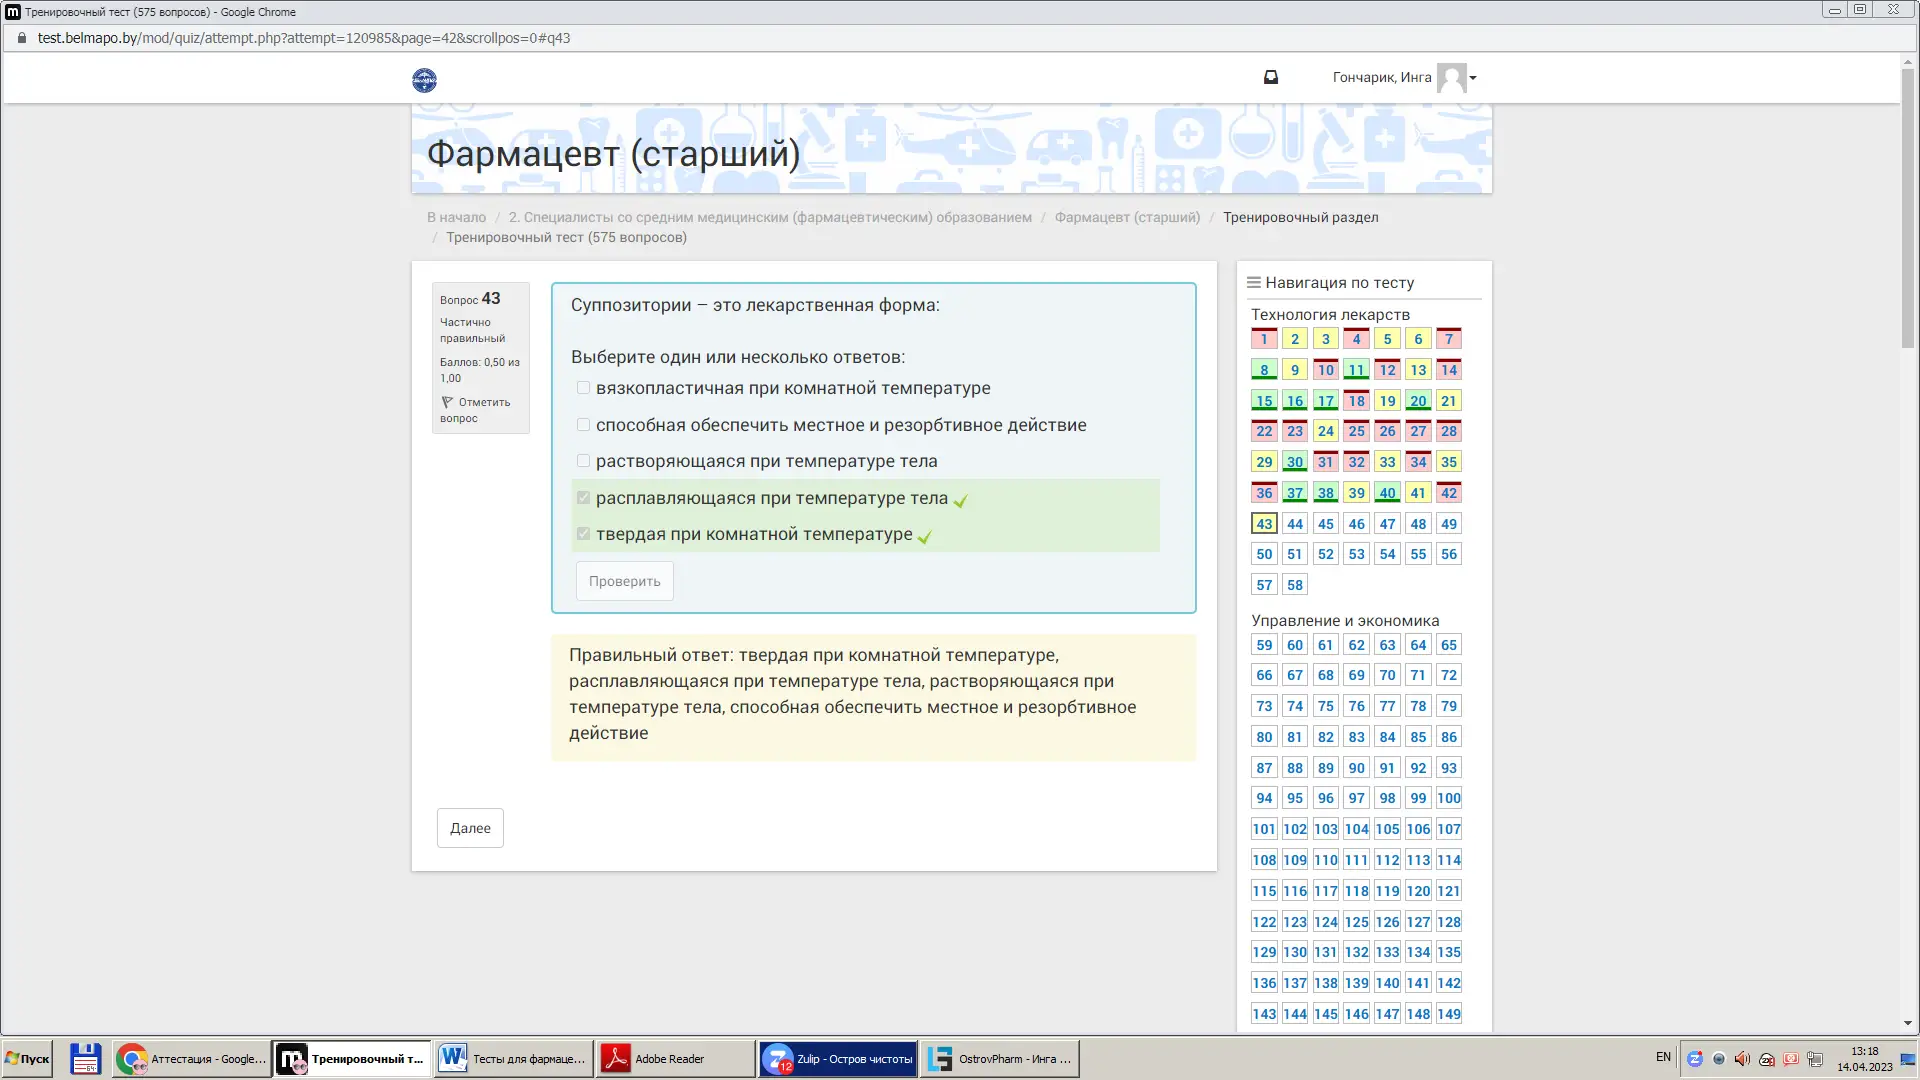 Тренировочный тест (575 вопросов) - Google Chrome
test.belmapo.by/mod/quiz/attempt.php?attempt=120985&page=42&scrollpos=0#q43
Гончарик, Инга
Фармацевт (старший)
В начало / 2. Специалисты со средним медицинским (фармацевтическим) образованием / Фармацевт (старший) / Тренировочный раздел
/ Тренировочный тест (575 вопросов)
Вопрос 43
Частично
правильный
Баллов: 0,50 из
1,00
Отметить
вопрос
Суппозитории – это лекарственная форма:
Выберите один или несколько ответов:
вязкопластичная при комнатной температуре
способная обеспечить местное и резорбтивное действие
растворяющаяся при температуре тела
расплавляющаяся при температуре тела
твердая при комнатной температуре
Проверить
Правильный ответ: твердая при комнатной температуре,
расплавляющаяся при температуре тела, растворяющаяся при
температуре тела, способная обеспечить местное и резорбтивное
действие
Далее
Навигация по тесту
Технология лекарств
1 2 3 4 5 6 7
8 9 10 11 12 13 14
15 16 17 18 19 20 21
22 23 24 25 26 27 28
29 30 31 32 33 34 35
36 37 38 39 40 41 42
43 44 45 46 47 48 49
50 51 52 53 54 55 56
57 58
Управление и экономика
59 60 61 62 63 64 65
66 67 68 69 70 71 72
73 74 75 76 77 78 79
80 81 82 83 84 85 86
87 88 89 90 91 92 93
94 95 96 97 98 99 100
101 102 103 104 105 106 107
108 109 110 111 112 113 114
115 116 117 118 119 120 121
122 123 124 125 126 127 128
129 130 131 132 133 134 135
136 137 138 139 140 141 142
143 144 145 146 147 148 149
Пуск
Аттестация - Google...
Тренировочный т...
Тесты для фармаце...
Adobe Reader
12
Zulip - Остров чистоты
OstrovPharm - Инга ...
EN
13:18
14.04.2023